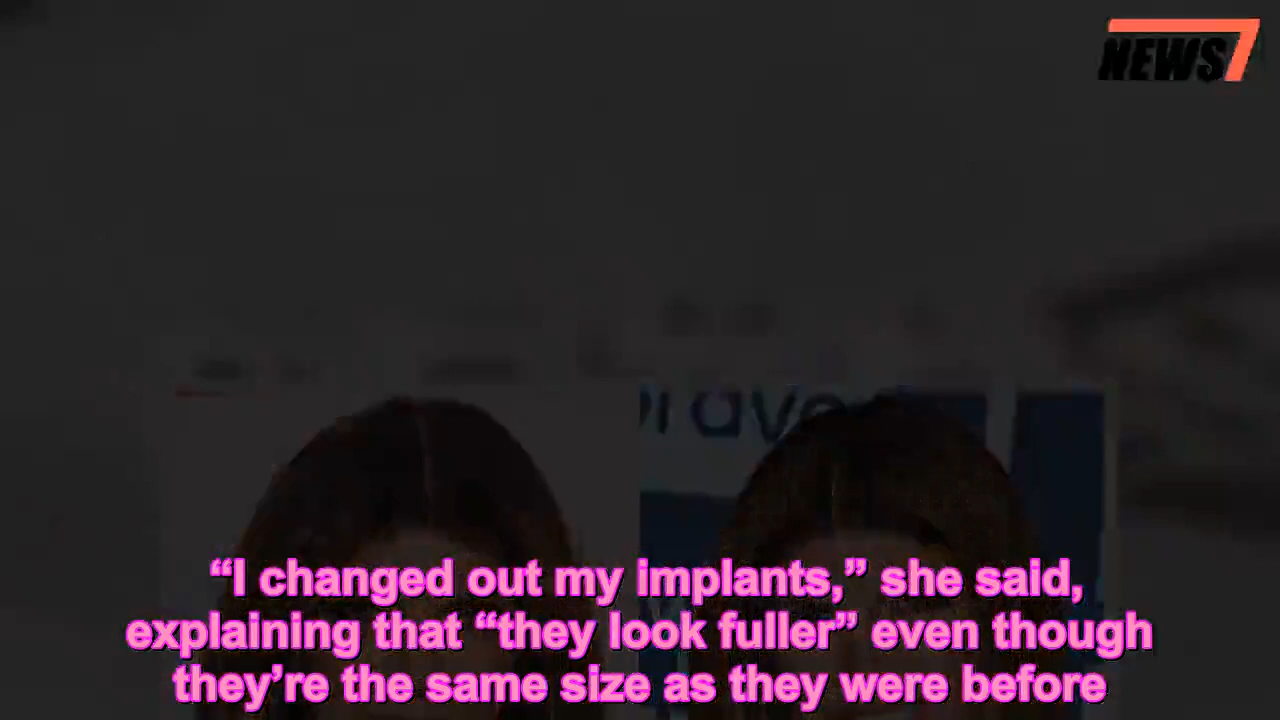 NEWS7
“I changed out my implants,” she said,
explaining that “they look fuller” even though
they’re the same size as they were before